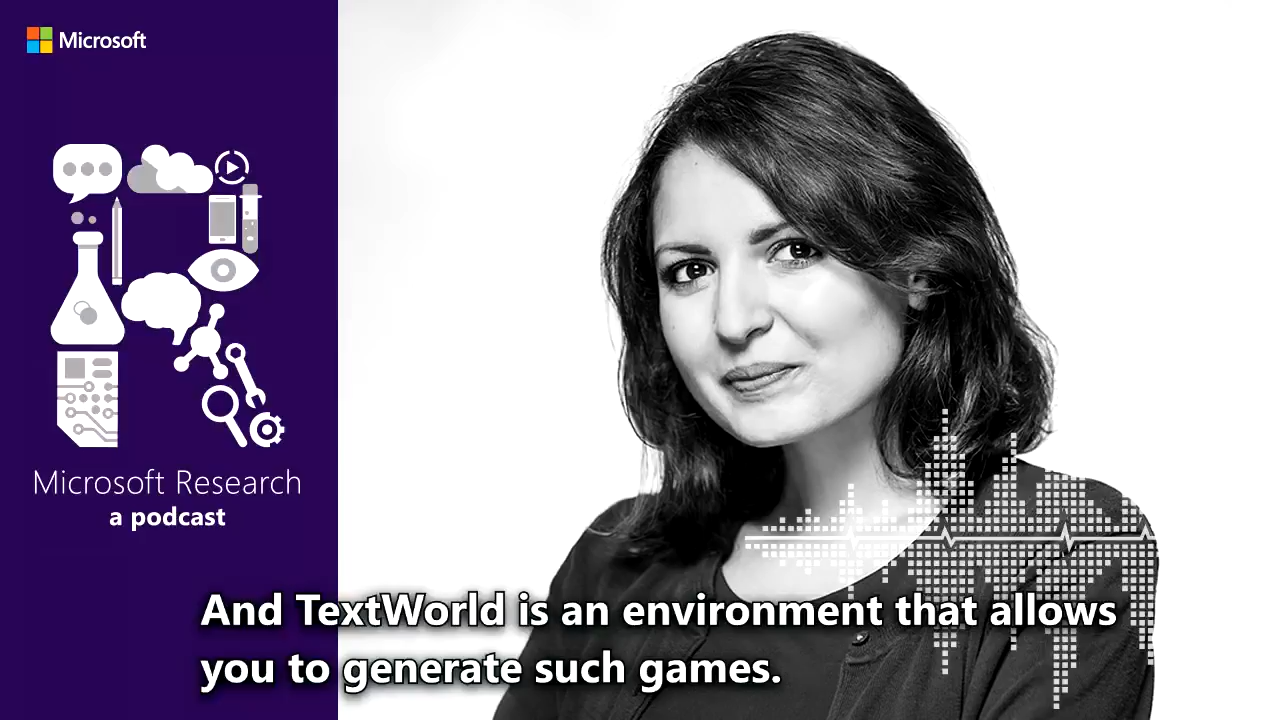 Microsoft
Microsoft Research
a podcast
And TextWorld is an environment that allows
you to generate such games.